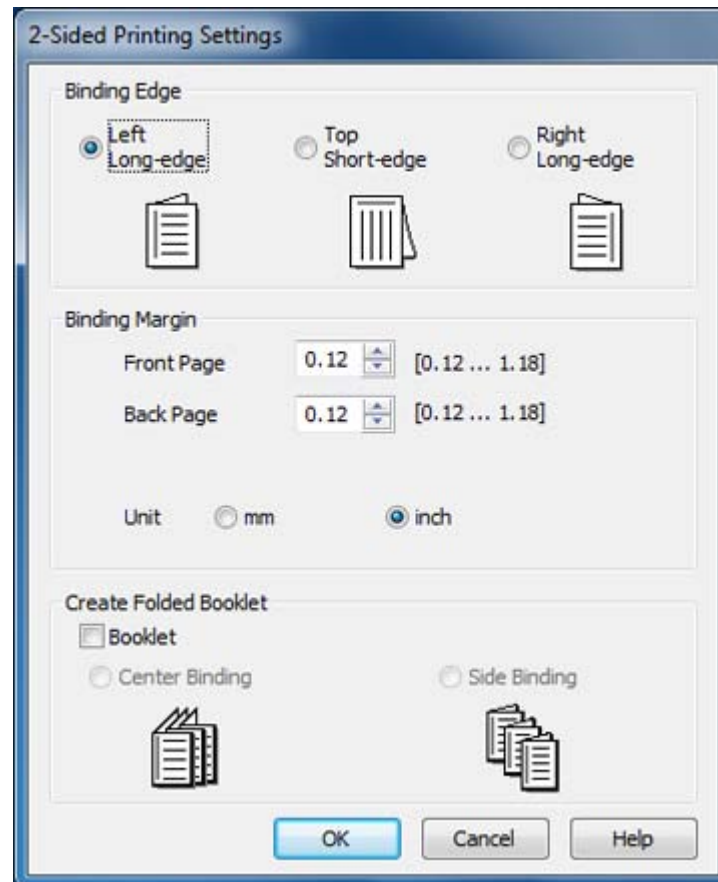 2-Sided Printing Settings
Binding Edge
Left
Long-edge
Top
Short-edge
Right
Long-edge
Binding Margin
Front Page 0.12 [0.12 ... 1.18]
Back Page 0.12 [0.12 ... 1.18]
Unit mm inch
Create Folded Booklet
Booklet
Center Binding Side Binding
OK Cancel Help